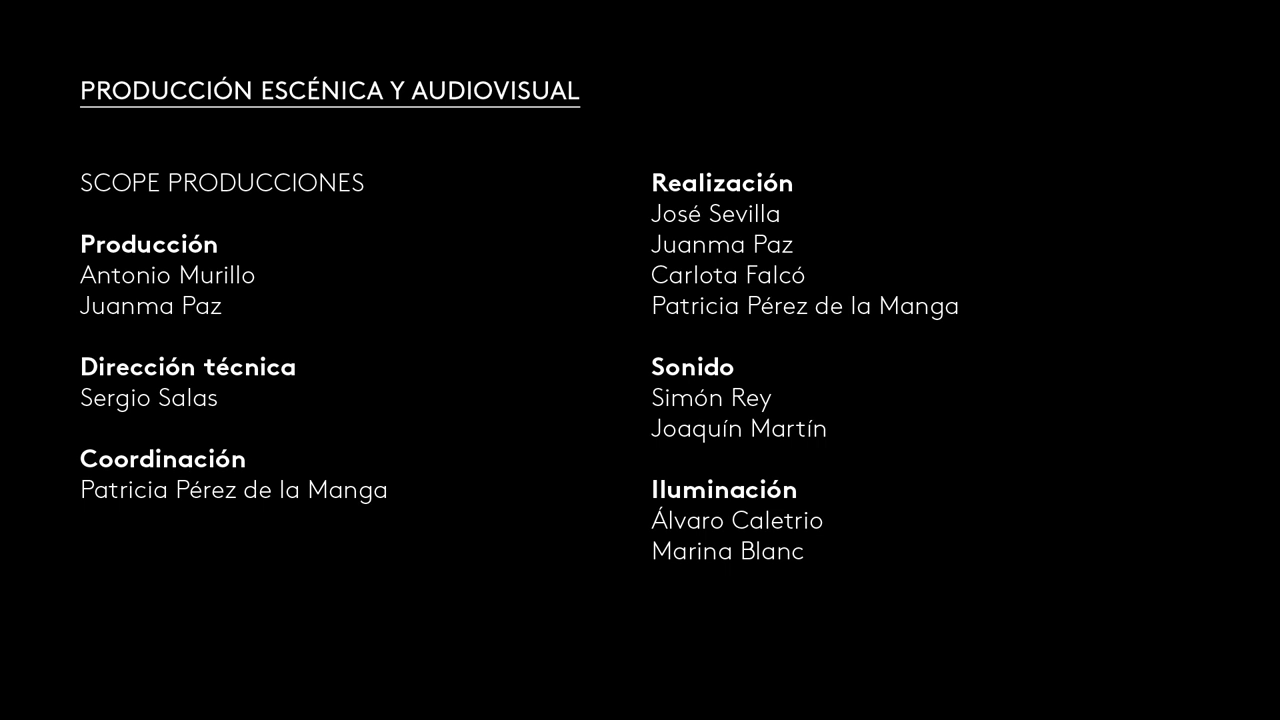 PRODUCCIÓN ESCÉNICA Y AUDIOVISUAL
SCOPE PRODUCCIONES
Producción
Antonio Murillo
Juanma Paz
Dirección técnica
Sergio Salas
Coordinación
Patricia Pérez de la Manga
Realización
José Sevilla
Juanma Paz
Carlota Falcó
Patricia Pérez de la Manga
Sonido
Simón Rey
Joaquín Martín
Iluminación
Álvaro Caletrio
Marina Blanc